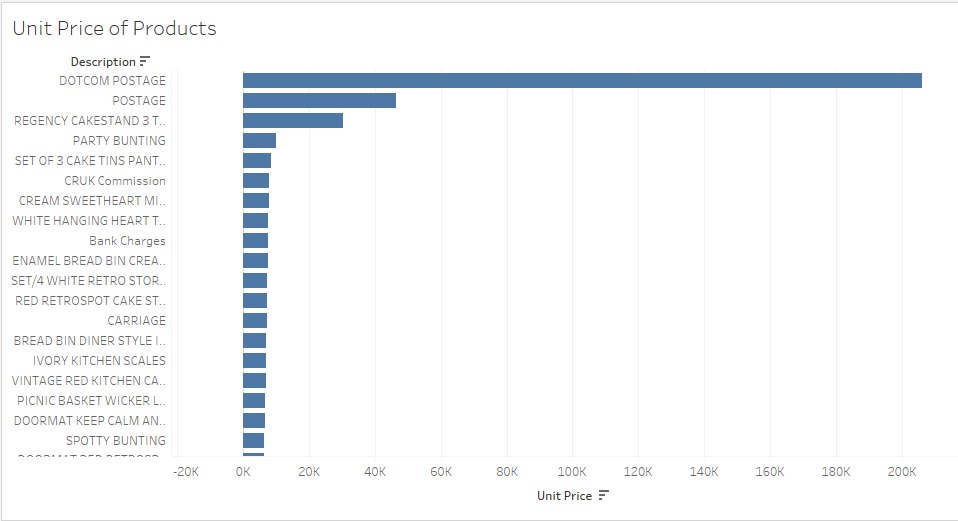 Unit Price of Products
Description
DOTCOM POSTAGE
POSTAGE
REGENCY CAKESTAND 3 T..
PARTY BUNTING
SET OF 3 CAKE TINS PANT..
CRUK Commission
CREAM SWEETHEART MI..
WHITE HANGING HEART T..
Bank Charges
ENAMEL BREAD BIN CREA..
SET/4 WHITE RETRO STOR..
RED RETROSPOT CAKE ST..
CARRIAGE
BREAD BIN DINER STYLE I..
IVORY KITCHEN SCALES
VINTAGE RED KITCHEN CA..
PICNIC BASKET WICKER L..
DOORMAT KEEP CALM AN..
SPOTTY BUNTING
-20K 0K 20K 40K 60K 80K 100K 120K 140K 160K 180K 200K
Unit Price